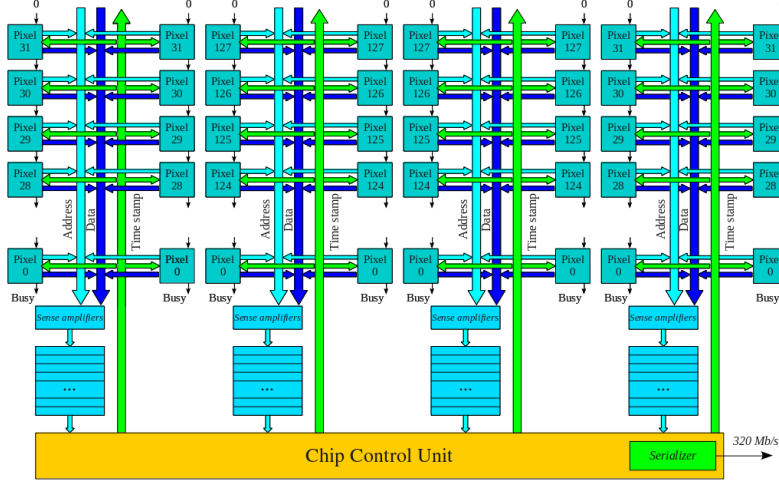 0 0 0 0 0 0 0 0
Pixel 31 Pixel 31 Pixel 127 Pixel 127 Pixel 127 Pixel 127 Pixel 31 Pixel 31
Pixel 30 Pixel 30 Pixel 126 Pixel 126 Pixel 126 Pixel 126 Pixel 30 Pixel 30
Pixel 29 Pixel 29 Pixel 125 Pixel 125 Pixel 125 Pixel 125 Pixel 29 Pixel 29
Pixel 28 Pixel 28 Pixel 124 Pixel 124 Pixel 124 Pixel 124 Pixel 28 Pixel 28
Address Data Time stamp Address Data Time stamp Address Data Time stamp Address Data Time stamp
Pixel 0 Pixel 0 Pixel 0 Pixel 0 Pixel 0 Pixel 0 Pixel 0 Pixel 0
Busy Busy Busy Busy Busy Busy Busy Busy
Sense amplifiers Sense amplifiers Sense amplifiers Sense amplifiers
... ... ... ...
Chip Control Unit Serializer 320 Mb/s